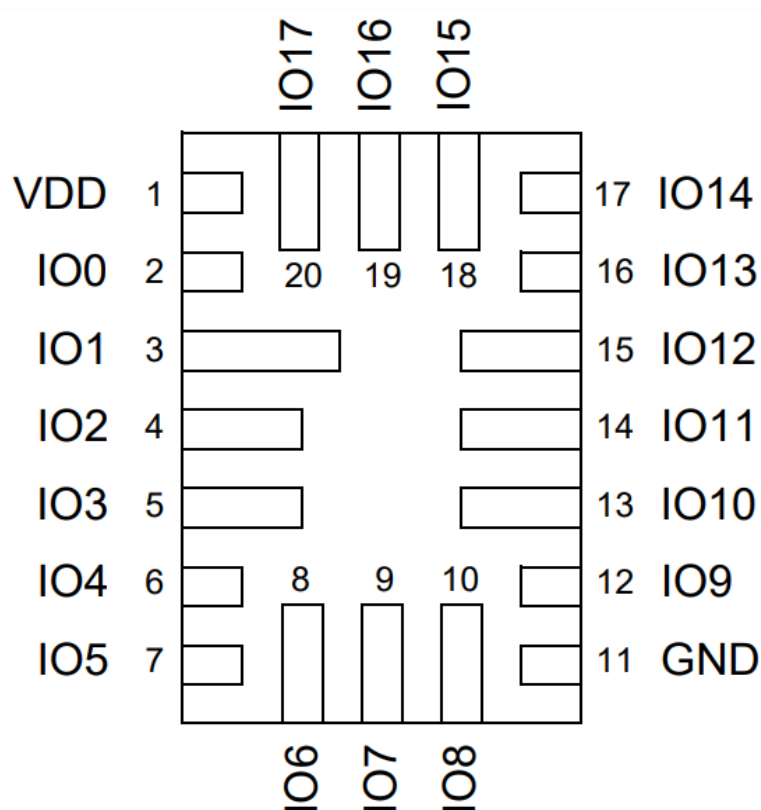 IO17 IO16 IO15
VDD 1 17 IO14
IO0 2 20 19 18 16 IO13
IO1 3 15 IO12
IO2 4 14 IO11
IO3 5 13 IO10
IO4 6 8 9 10 12 IO9
IO5 7 11 GND
IO6 IO7 IO8